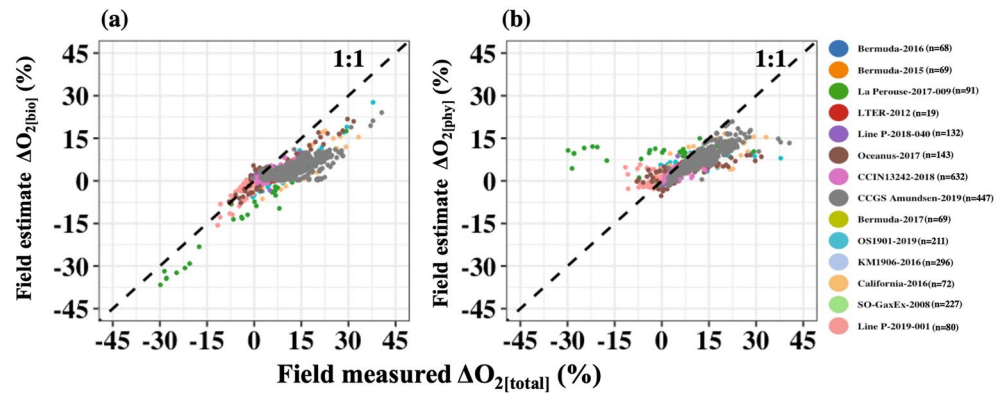 (a)
(b)
Field estimate ΔO2[bio] (%)
45
30
15
0
-15
-30
-45
1:1
-45 -30 -15 0 15 30 45
Field estimate ΔO2[phy] (%)
45
30
15
0
-15
-30
-45
1:1
-45 -30 -15 0 15 30 45
Field measured ΔO2[total] (%)
Bermuda-2016 (n=68)
Bermuda-2015 (n=69)
La Perouse-2017-009 (n=91)
LTER-2012 (n=19)
Line P-2018-040 (n=132)
Oceanus-2017 (n=143)
CCIN13242-2018 (n=632)
CCGS Amundsen-2019 (n=447)
Bermuda-2017 (n=69)
OS1901-2019 (n=211)
KM1906-2016 (n=296)
California-2016 (n=72)
SO-GaxEx-2008 (n=227)
Line P-2019-001 (n=80)